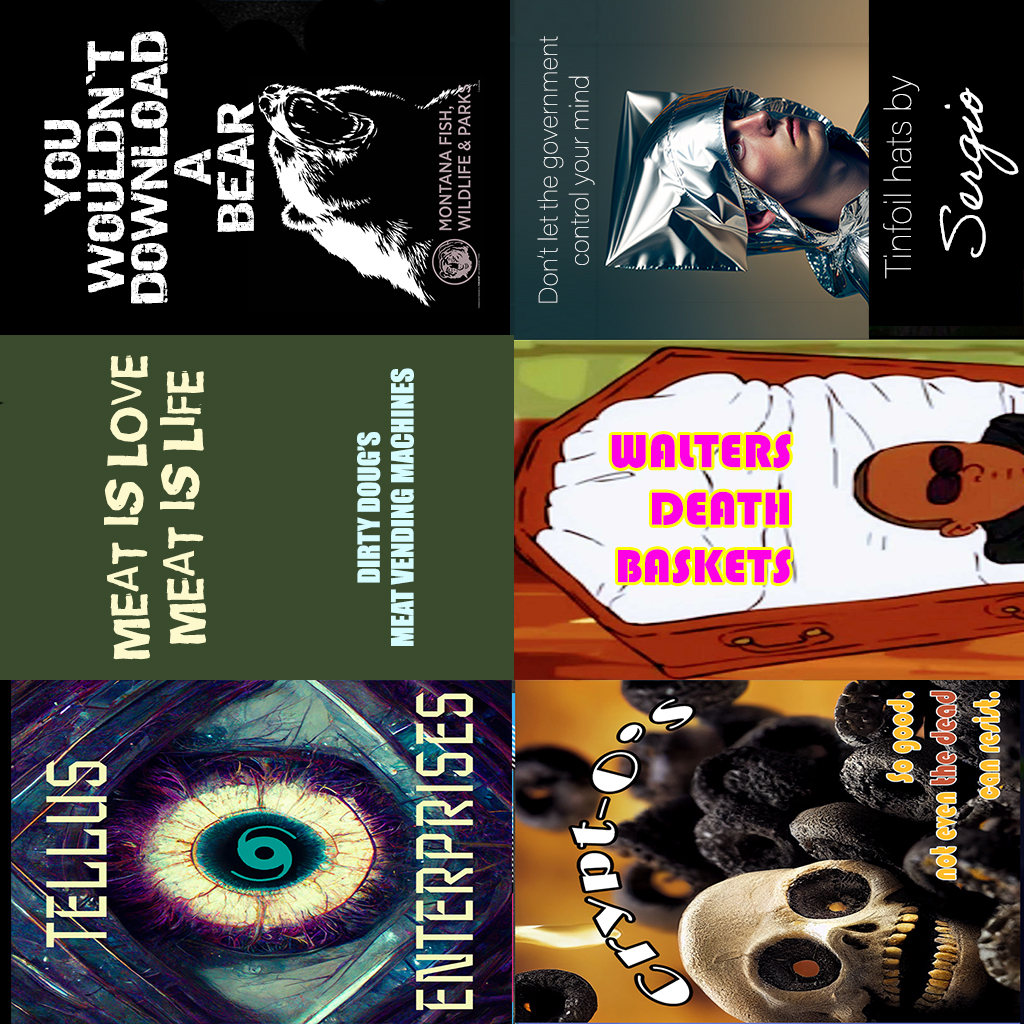 YOU
WOULDN'T
DOWNLOAD
A
BEAR
MONTANA FISH,
WILDLIFE & PARKS
Don't let the government
control your mind
Tinfoil hats by
Sergio
MEAT IS LOVE
MEAT IS LIFE
DIRTY DOUG'S
MEAT VENDING MACHINES
WALTERS
DEATH
BASKETS
TELLUS
ENTERPRISES
Crypt-O's
So good,
not even the dead
can resist.